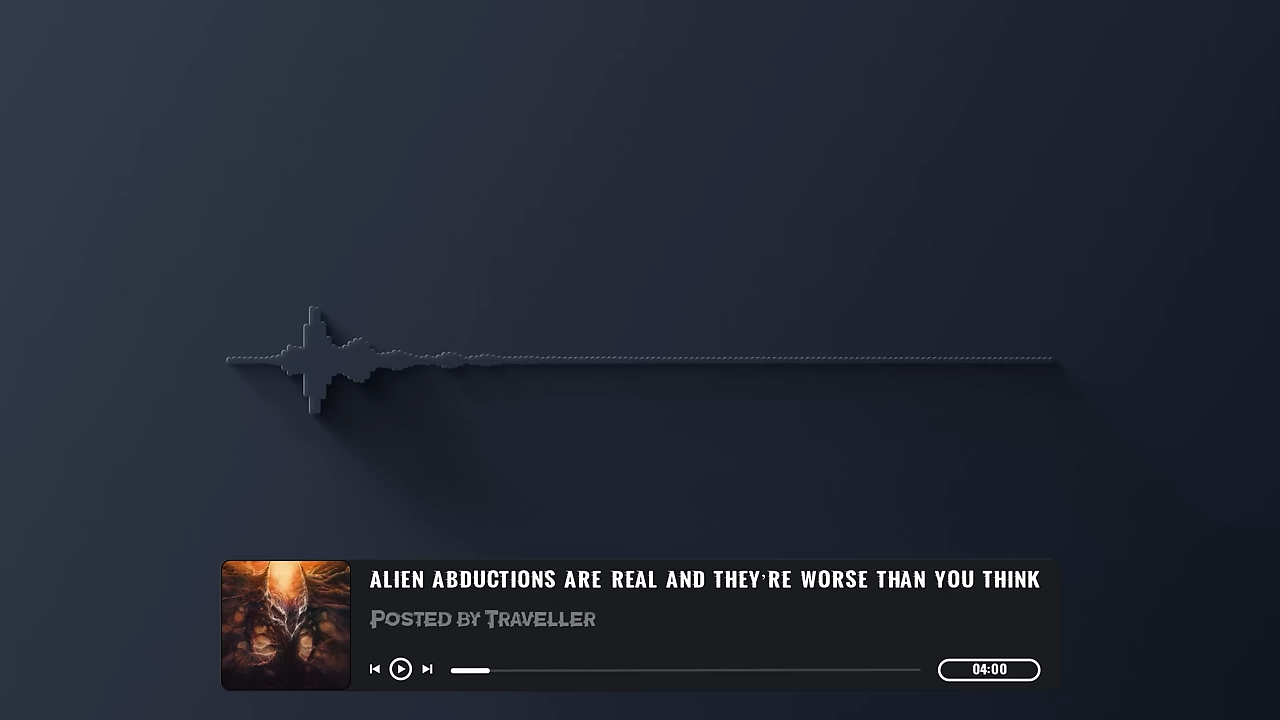 ALIEN ABDUCTIONS ARE REAL AND THEY'RE WORSE THAN YOU THINK
POSTED BY TRAVELLER
04:00